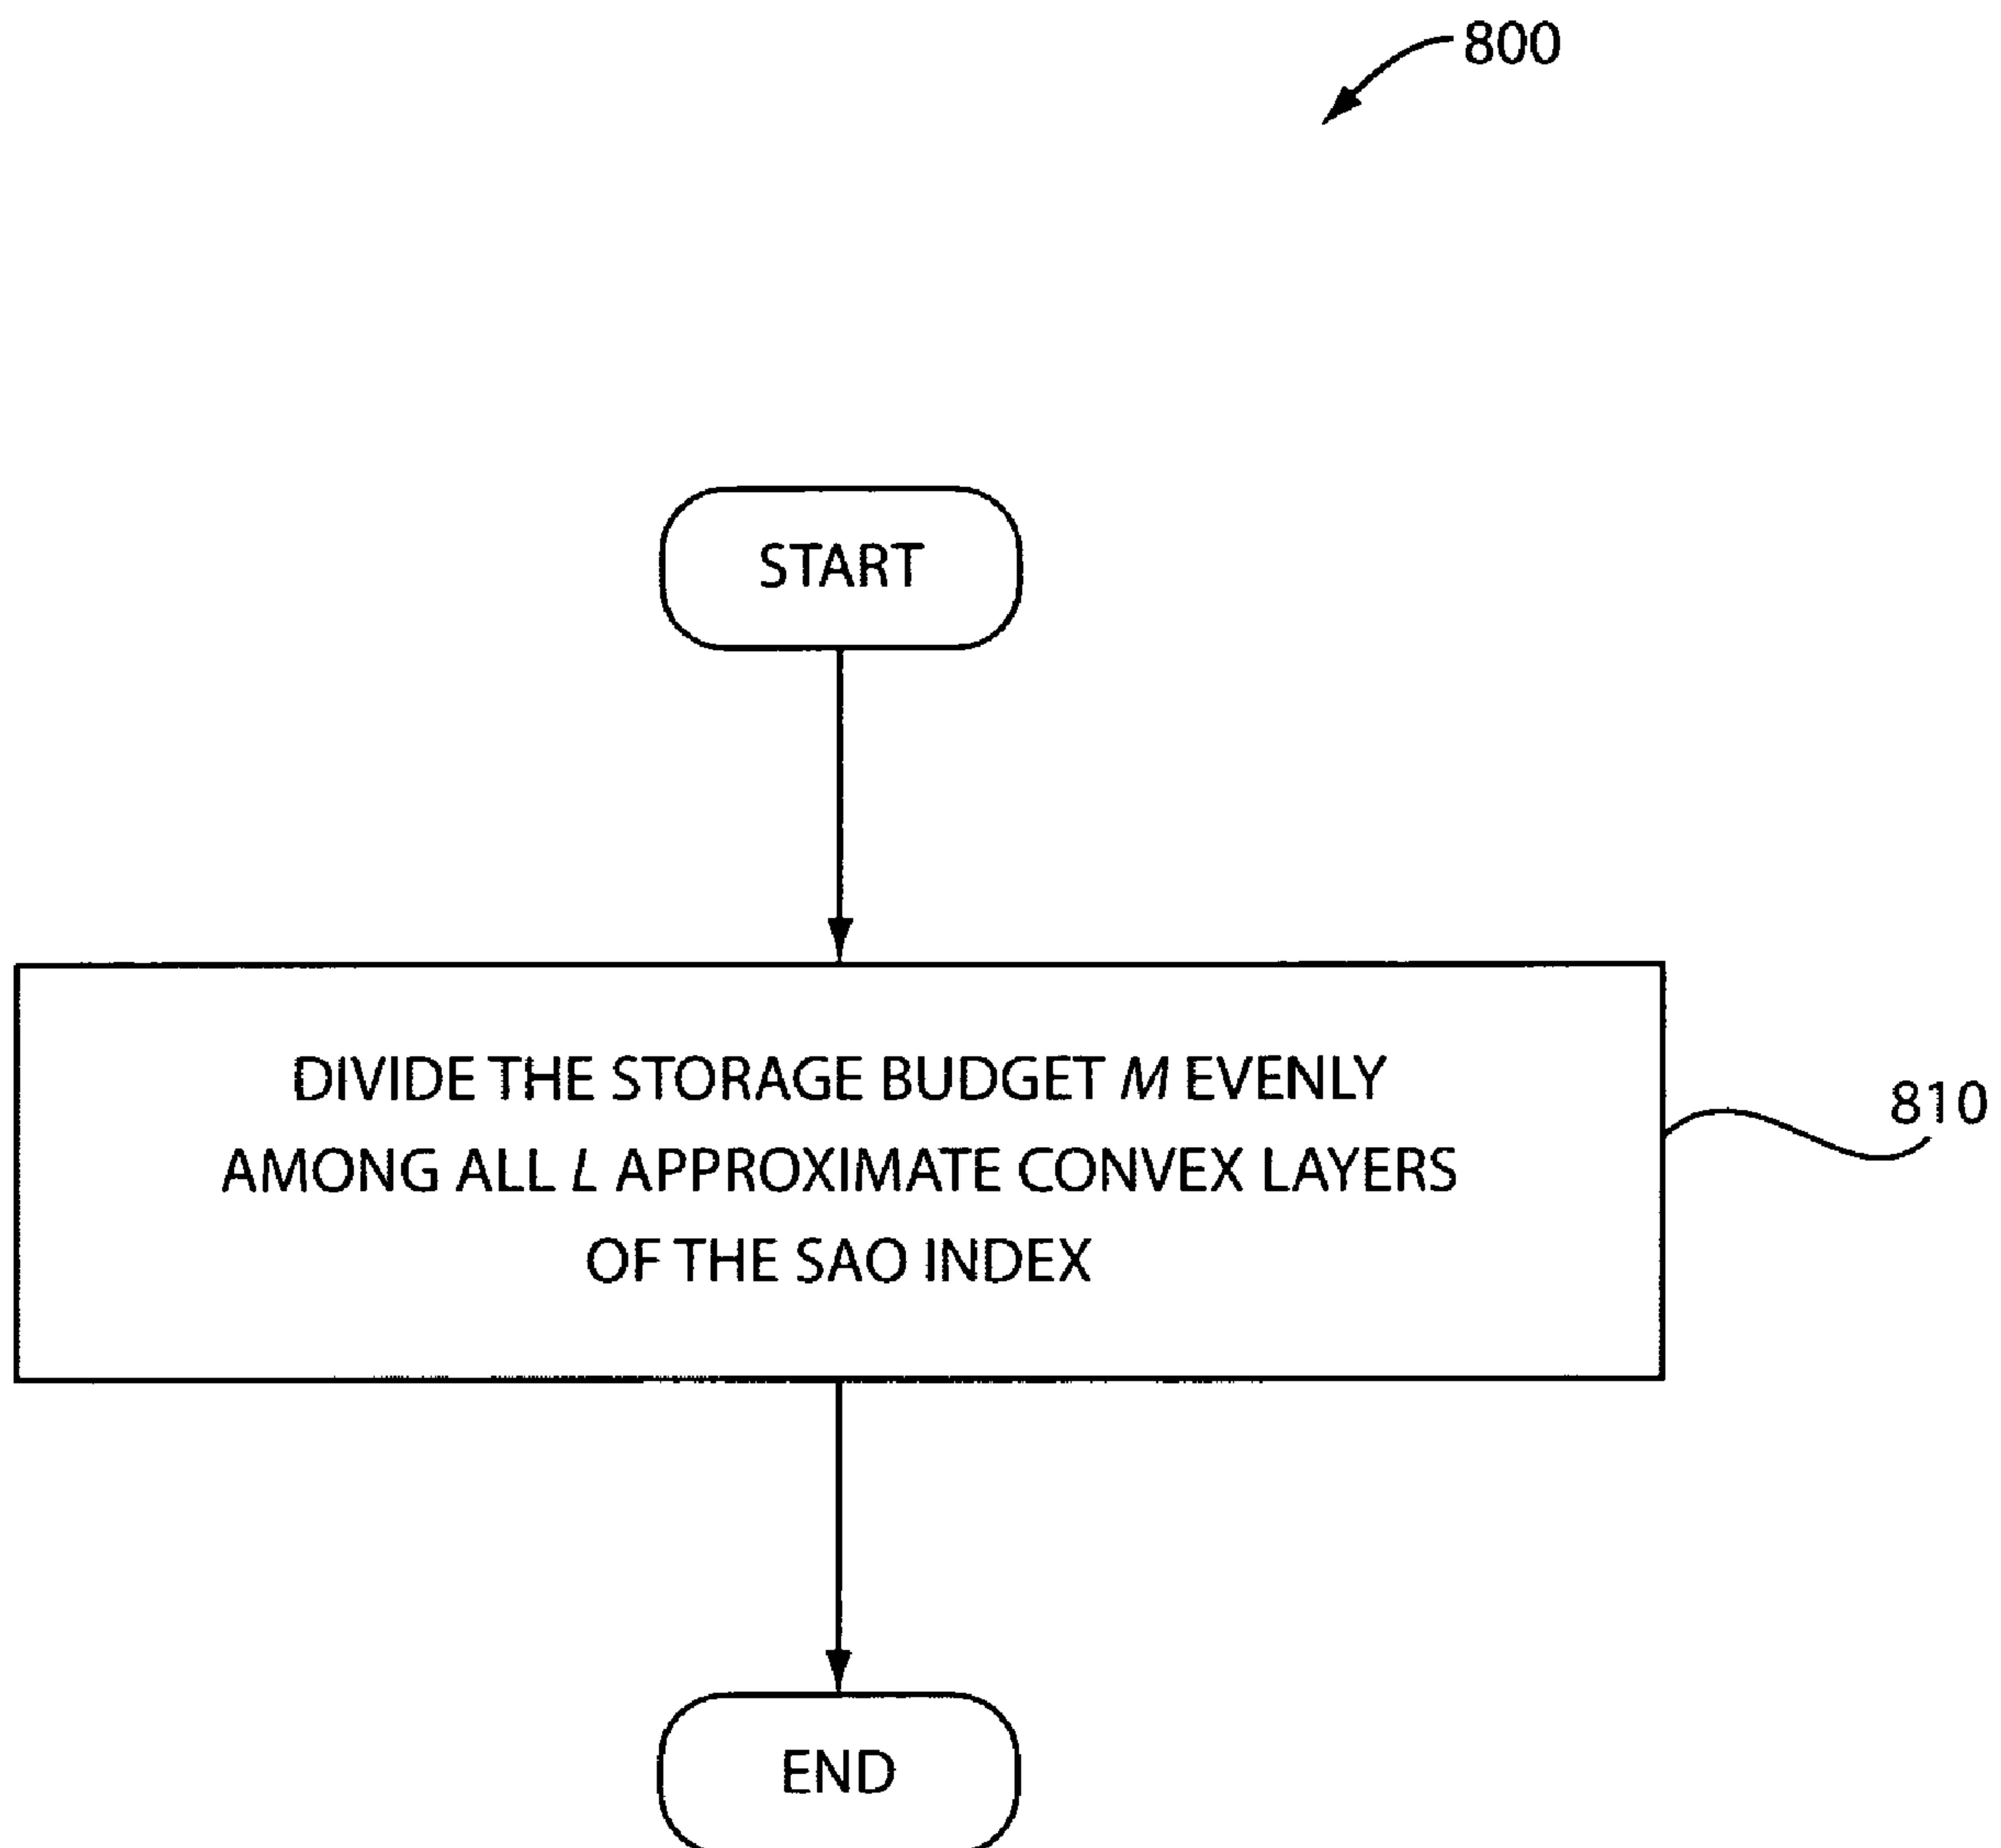 800
START
DIVIDE THE STORAGE BUDGET M EVENLY
AMONG ALL L APPROXIMATE CONVEX LAYERS
OF THE SAO INDEX
810
END